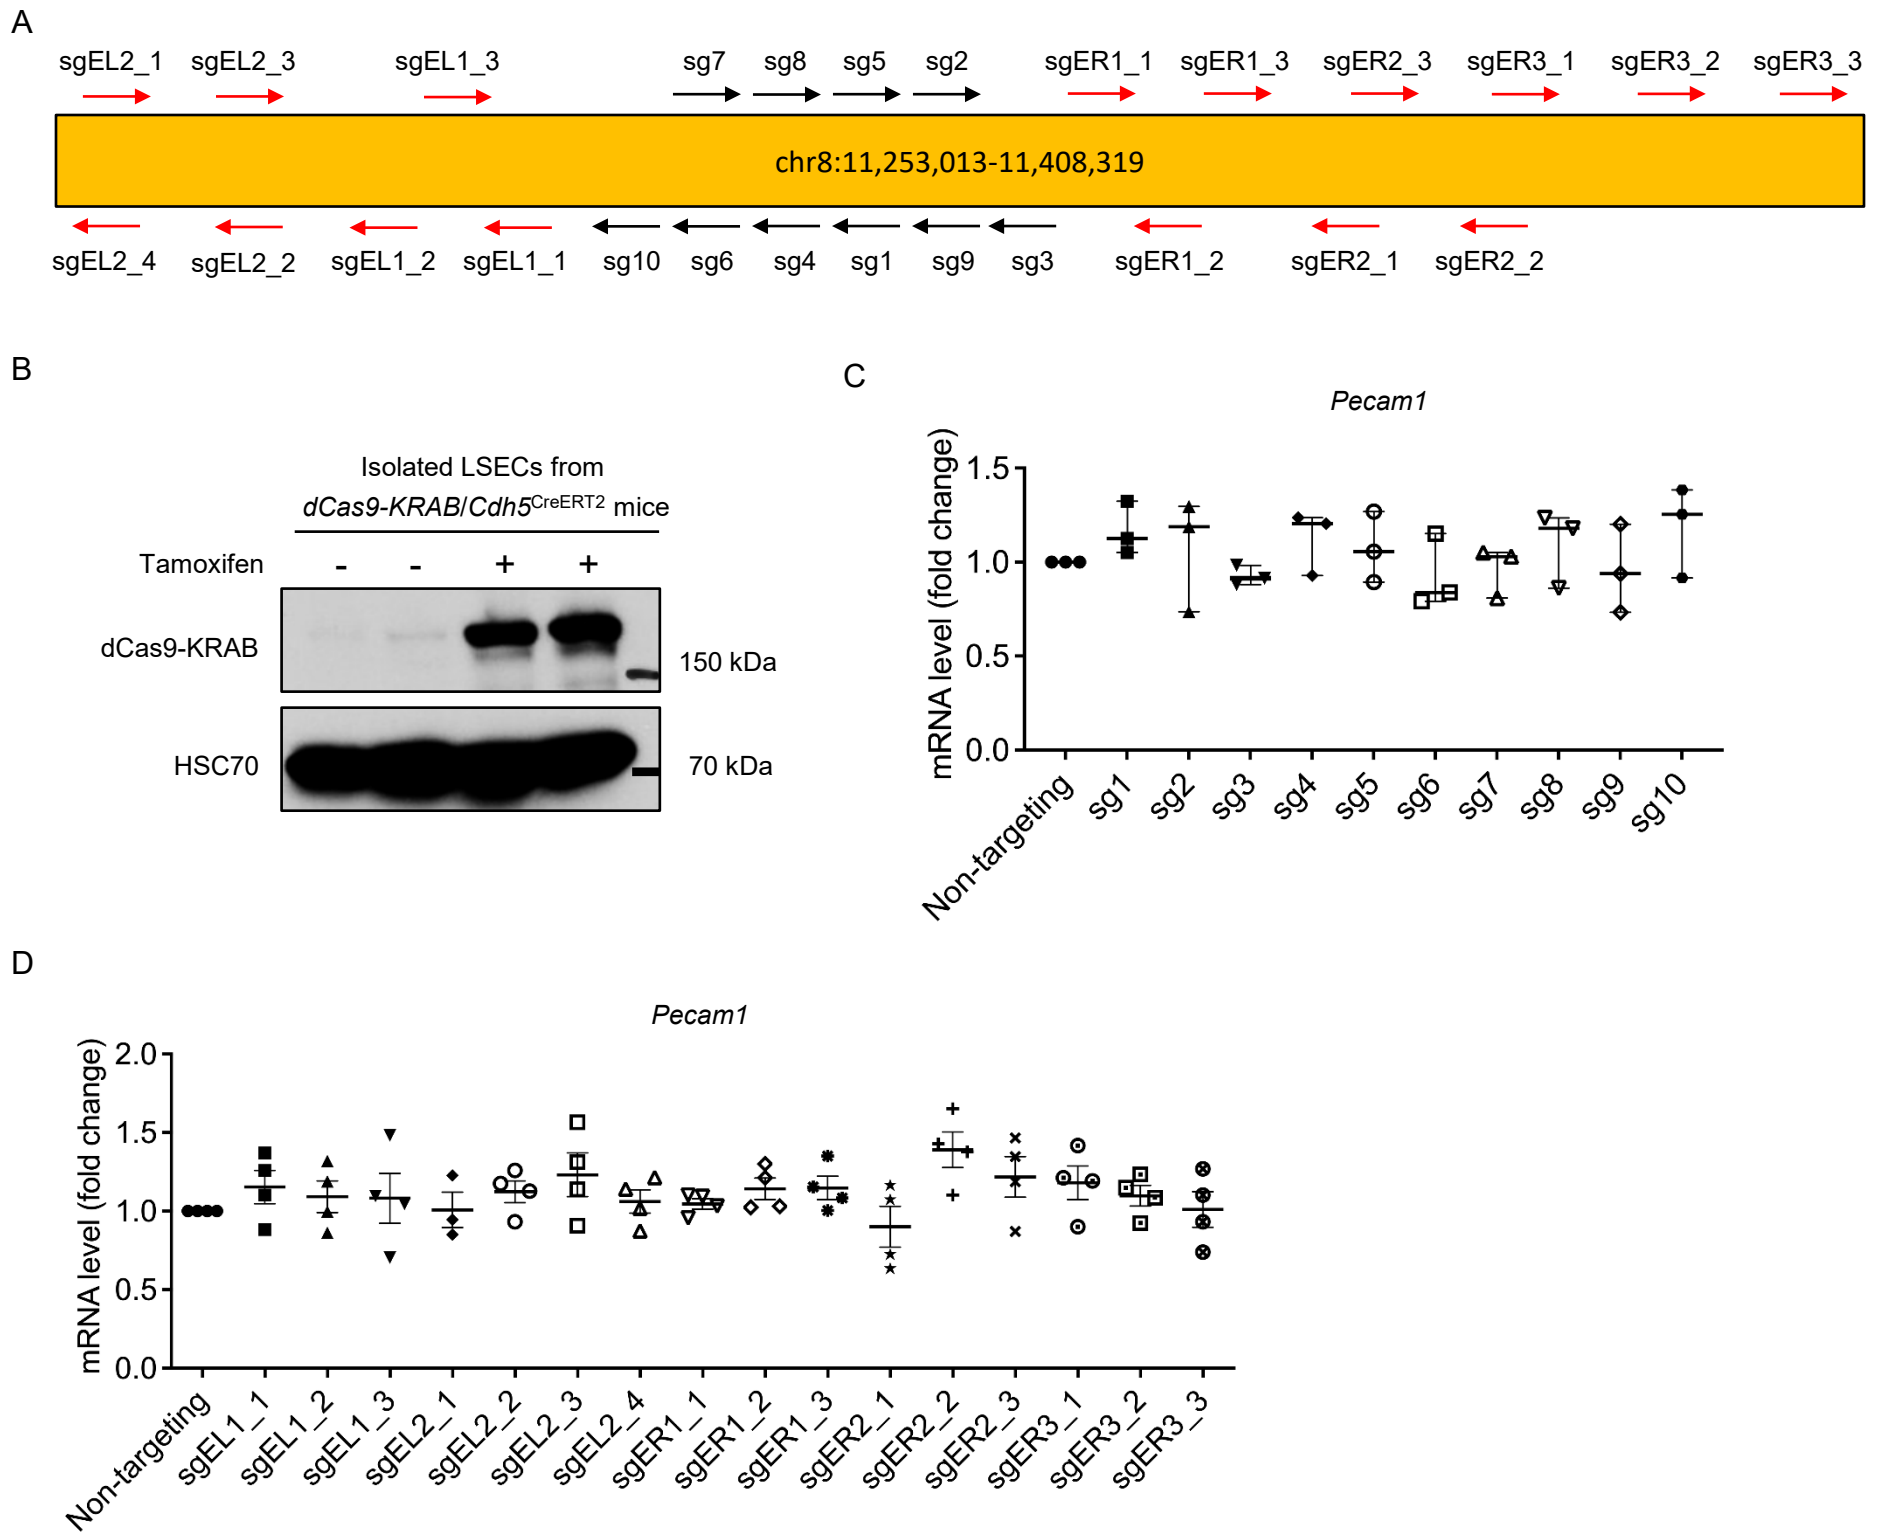 A
sgEL2_1 sgEL2_3 sgEL1_3 sg7 sg8 sg5 sg2 sgER1_1 sgER1_3 sgER2_3 sgER3_1 sgER3_2 sgER3_3
chr8:11,253,013-11,408,319
sgEL2_4 sgEL2_2 sgEL1_2 sgEL1_1 sg10 sg6 sg4 sg1 sg9 sg3 sgER1_2 sgER2_1 sgER2_2
B
Isolated LSECs from
dCas9-KRAB/Cdh5CreERT2 mice
Tamoxifen - - + +
dCas9-KRAB
150 kDa
HSC70
70 kDa
C
Pecam1
mRNA level (fold change)
1.5
1.0
0.5
0.0
Non-targeting sg1 sg2 sg3 sg4 sg5 sg6 sg7 sg8 sg9 sg10
D
Pecam1
mRNA level (fold change)
2.0
1.5
1.0
0.5
0.0
Non-targeting sgEL1_1 sgEL1_2 sgEL1_3 sgEL2_1 sgEL2_2 sgEL2_3 sgEL2_4 sgER1_1 sgER1_2 sgER1_3 sgER2_1 sgER2_2 sgER2_3 sgER3_1 sgER3_2 sgER3_3